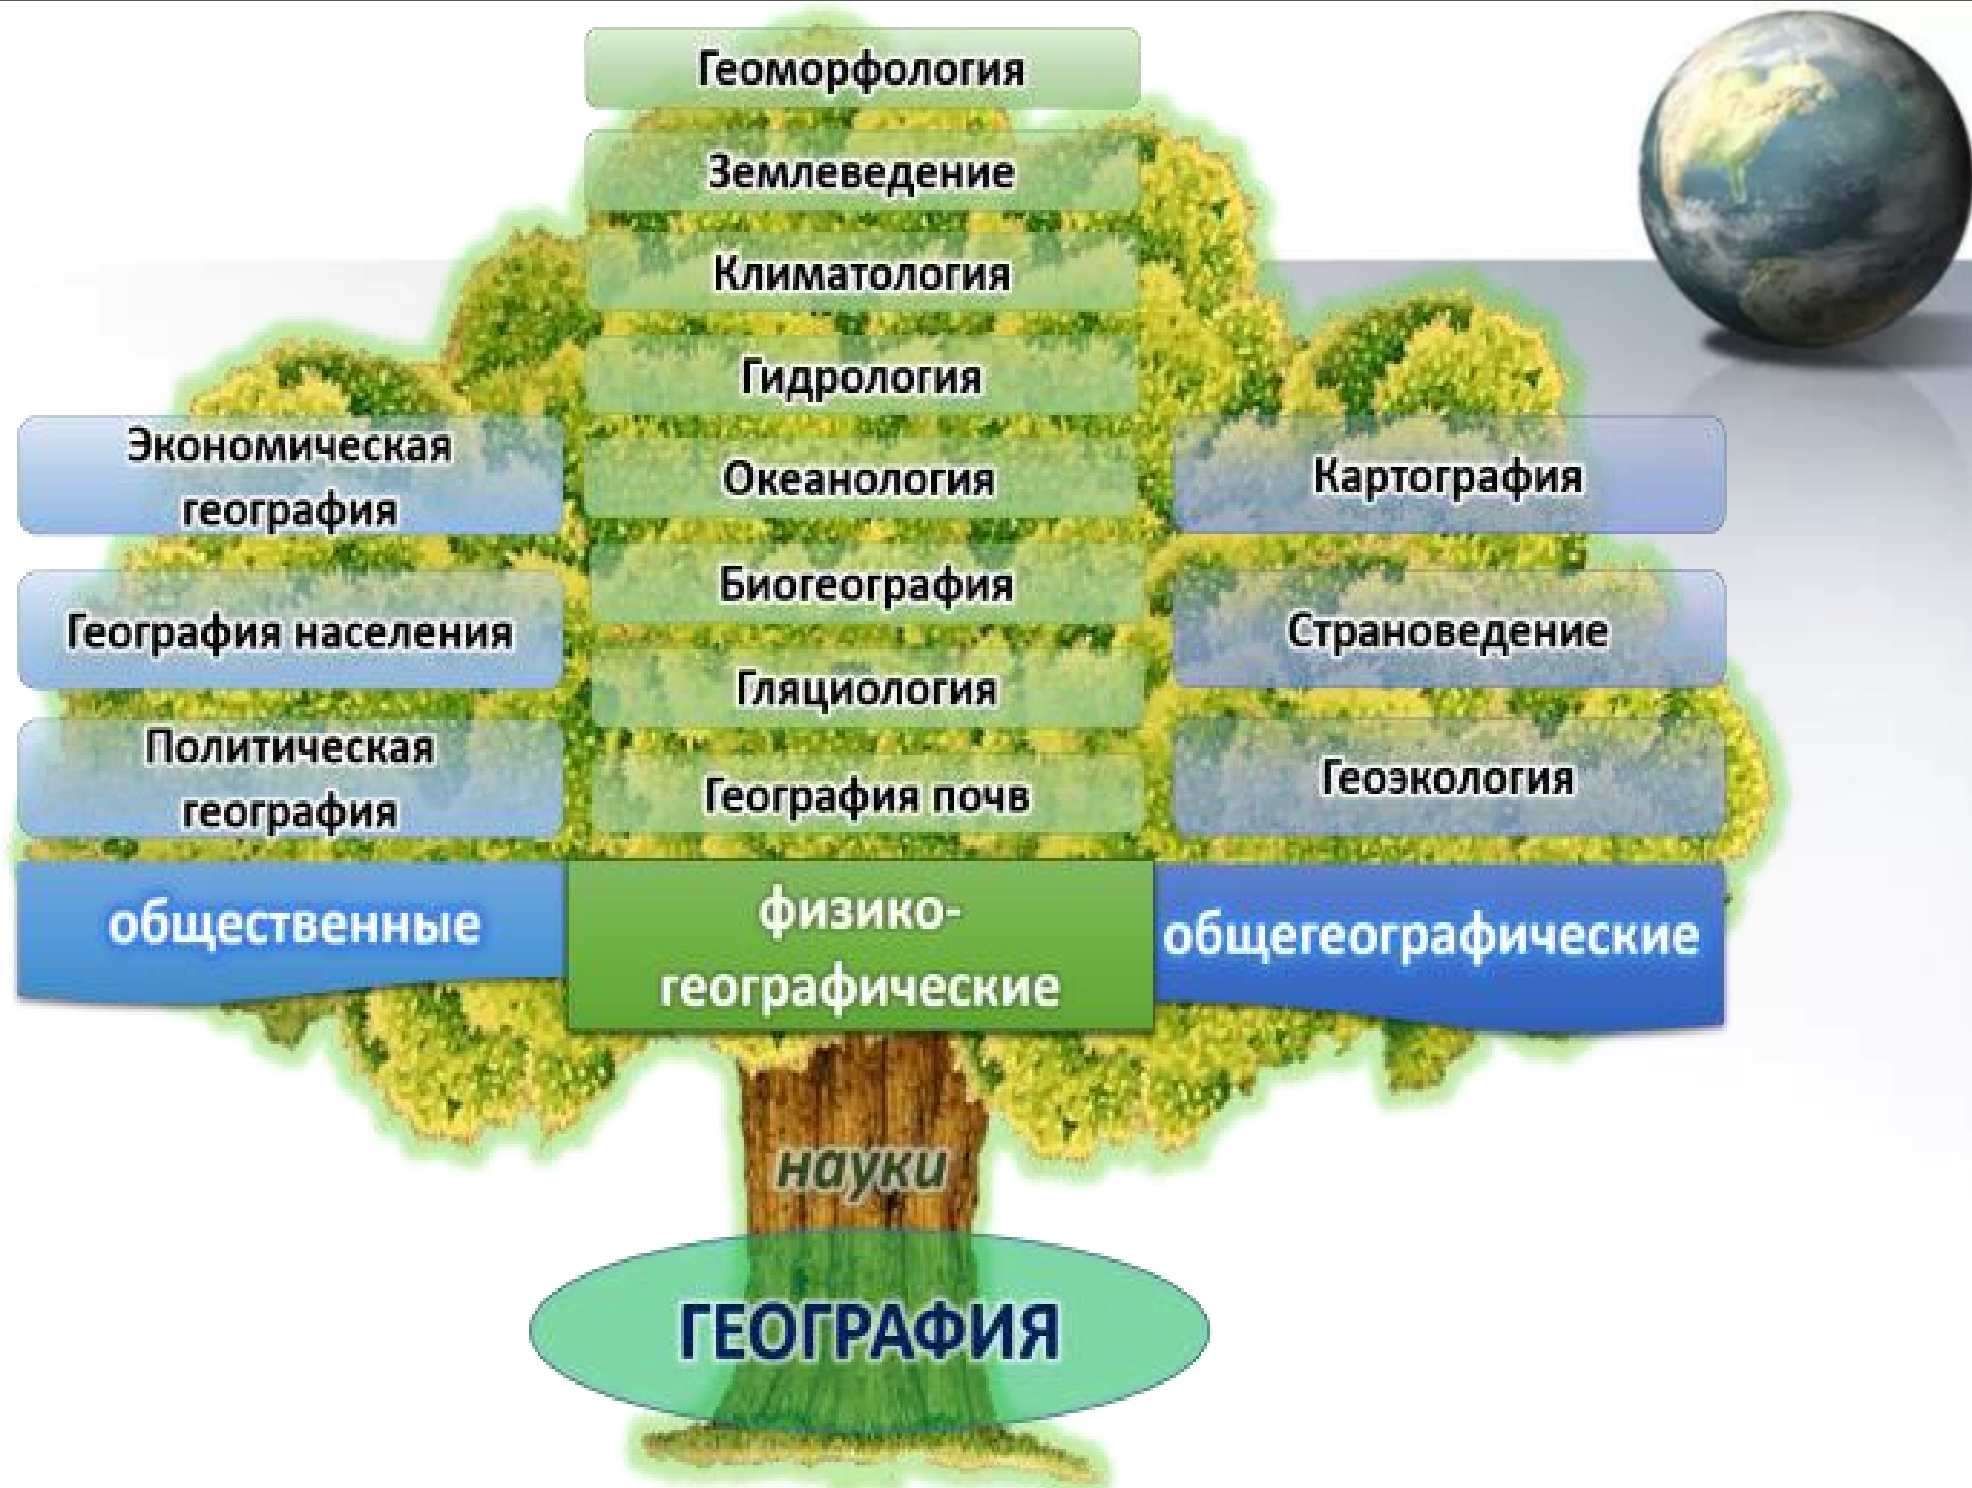 Геоморфология
Землеведение
Климатология
Гидрология
Океанология
Биогеография
Гляциология
География почв
Экономическая
география
География населения
Политическая
география
Картография
Страноведение
Геоэкология
общественные
физико-
географические
общегеографические
науки
ГЕОГРАФИЯ